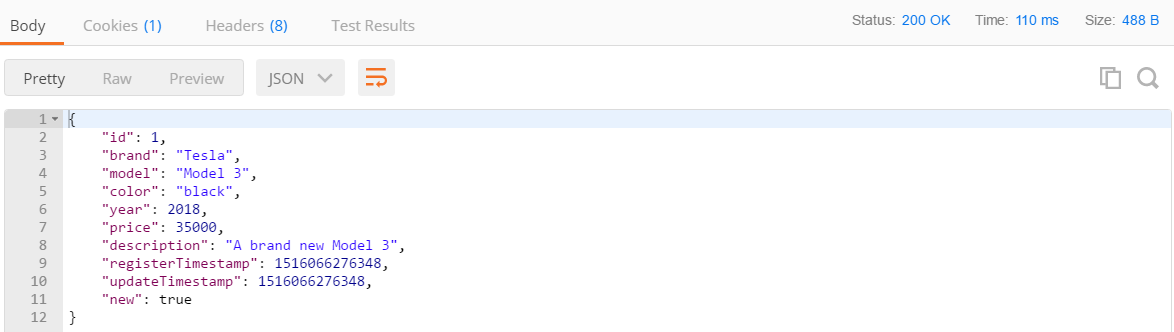 Body Cookies (1) Headers (8) Test Results Status: 200 OK Time: 110 ms Size: 488 B
Pretty Raw Preview JSON
1 {
2 "id": 1,
3 "brand": "Tesla",
4 "model": "Model 3",
5 "color": "black",
6 "year": 2018,
7 "price": 35000,
8 "description": "A brand new Model 3",
9 "registerTimestamp": 1516066276348,
10 "updateTimestamp": 1516066276348,
11 "new": true
12 }